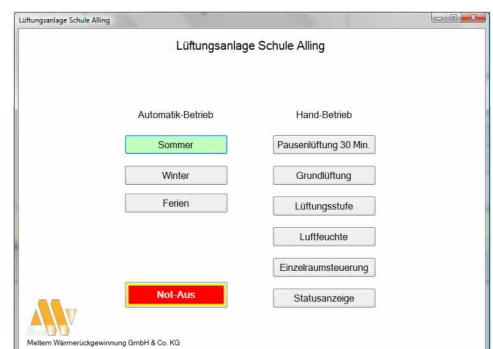 Lüftungsanlage Schule Alling
Lüftungsanlage Schule Alling
Automatik-Betrieb
Sommer
Winter
Ferien
Not-Aus
Hand-Betrieb
Pausenlüftung 30 Min.
Grundlüftung
Lüftungsstufe
Luftfeuchte
Einzelraumsteuerung
Statusanzeige
Meltem Wärmerückgewinnung GmbH & Co. KG